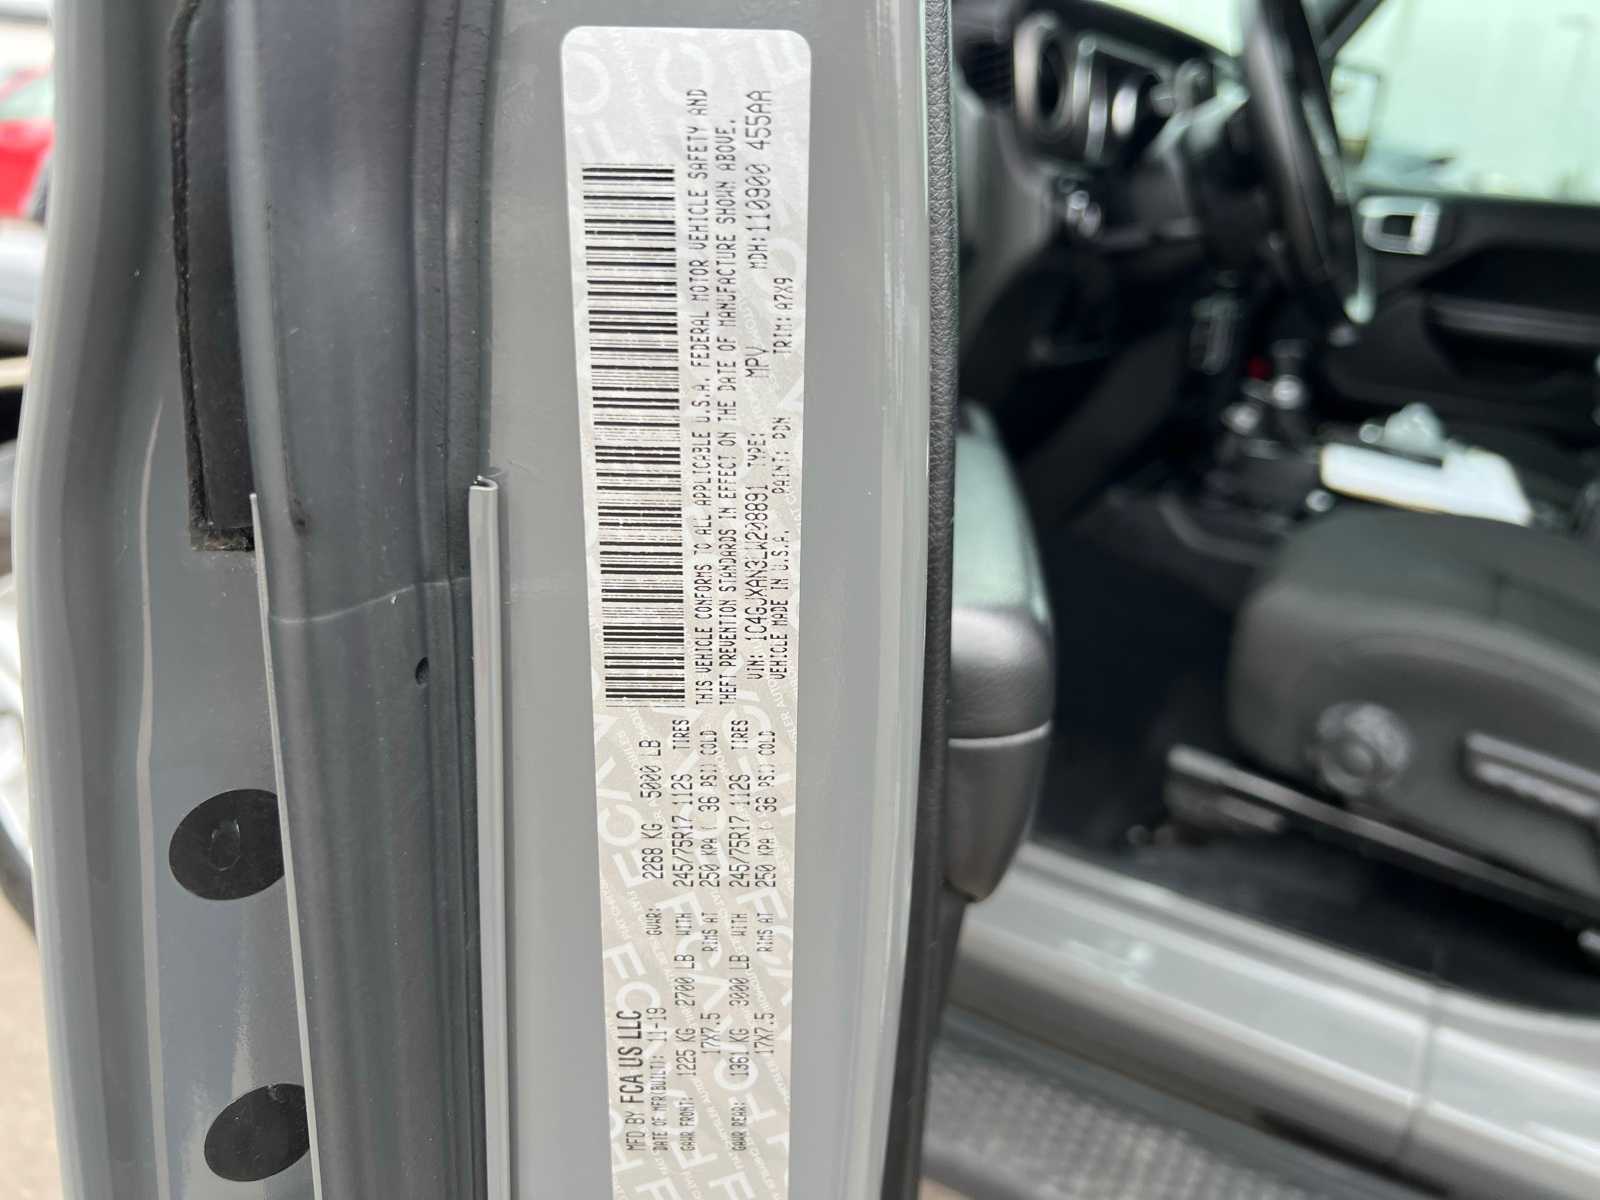 MFD BY FCA US LLC
DATE OF MFR(BUILT): 11-19 GVWR: 2268 KG 5000 LB
GAWR FRONT: 1225 KG 2700 LB WITH 245/75R17 112S TIRES
17X7.5 RIMS AT 250 KPA ( 36 PSI) COLD
GAWR REAR: 1361 KG 3000 LB WITH 245/75R17 112S TIRES
17X7.5 RIMS AT 250 KPA ( 36 PSI) COLD
THIS VEHICLE CONFORMS TO ALL APPLICABLE U.S.A. FEDERAL MOTOR VEHICLE SAFETY AND
THEFT PREVENTION STANDARDS IN EFFECT ON THE DATE OF MANUFACTURE SHOWN ABOVE.
VIN: 1C4GJXAN3LW208891 TYPE: MPV MDH:110900 455AA
VEHICLE MADE IN U.S.A. PAINT: PDN TRIM: A7X9